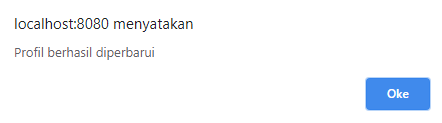 localhost:8080 menyatakan
Profil berhasil diperbarui
Oke